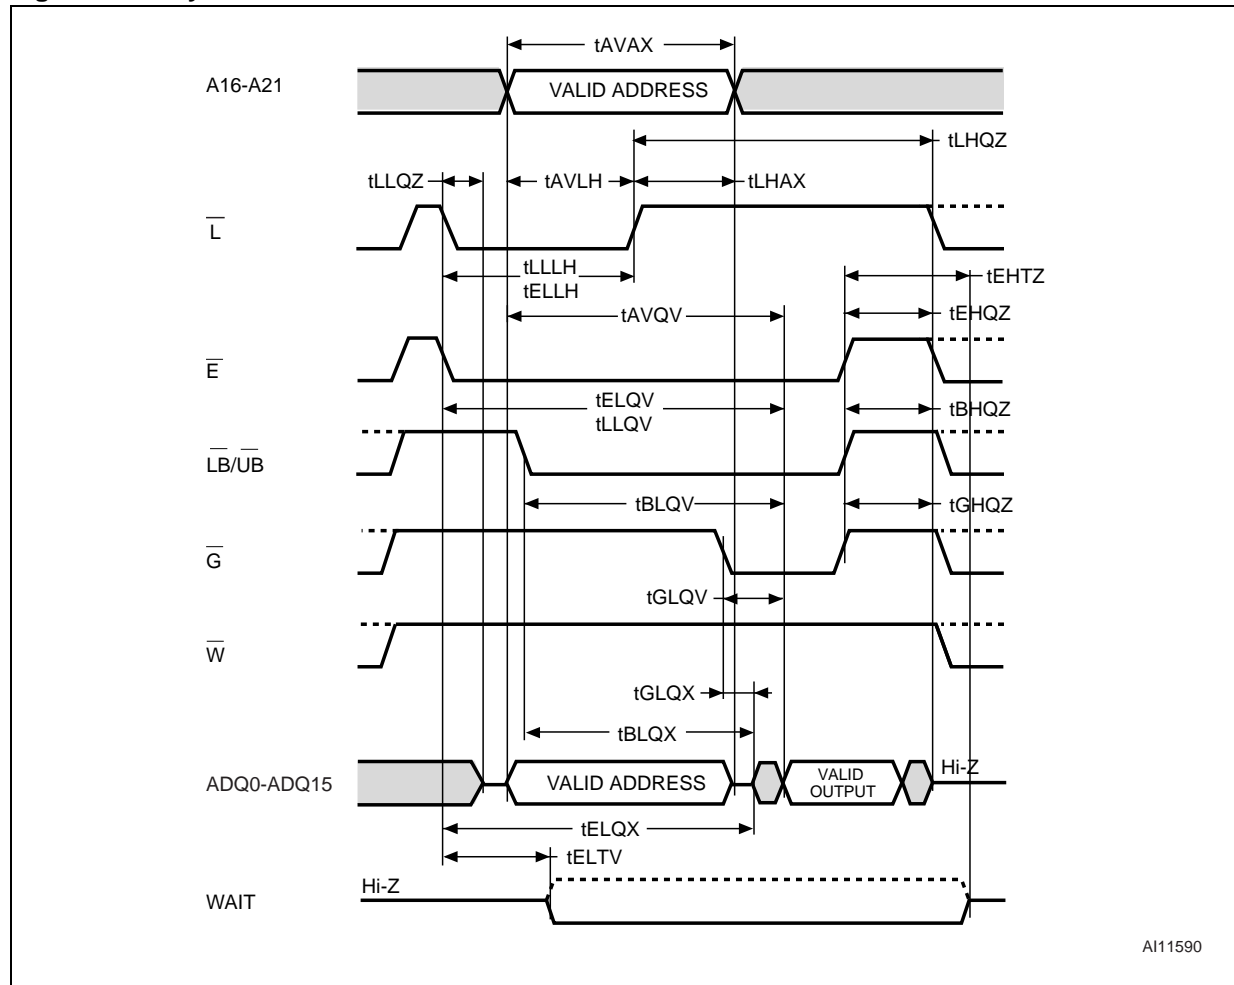 tAVAX
A16-A21
VALID ADDRESS
tLHQZ
tLLQZ
tAVLH
tLHAX
L
tLLLH
tELLH
tEHTZ
tAVQV
tEHQZ
E
tELQV
tLLQV
tBHQZ
LB/UB
tBLQV
tGHQZ
G
tGLQV
W
tGLQX
tBLQX
ADQ0-ADQ15
VALID ADDRESS
VALID
OUTPUT
Hi-Z
tELQX
tELTV
Hi-Z
WAIT
AI11590